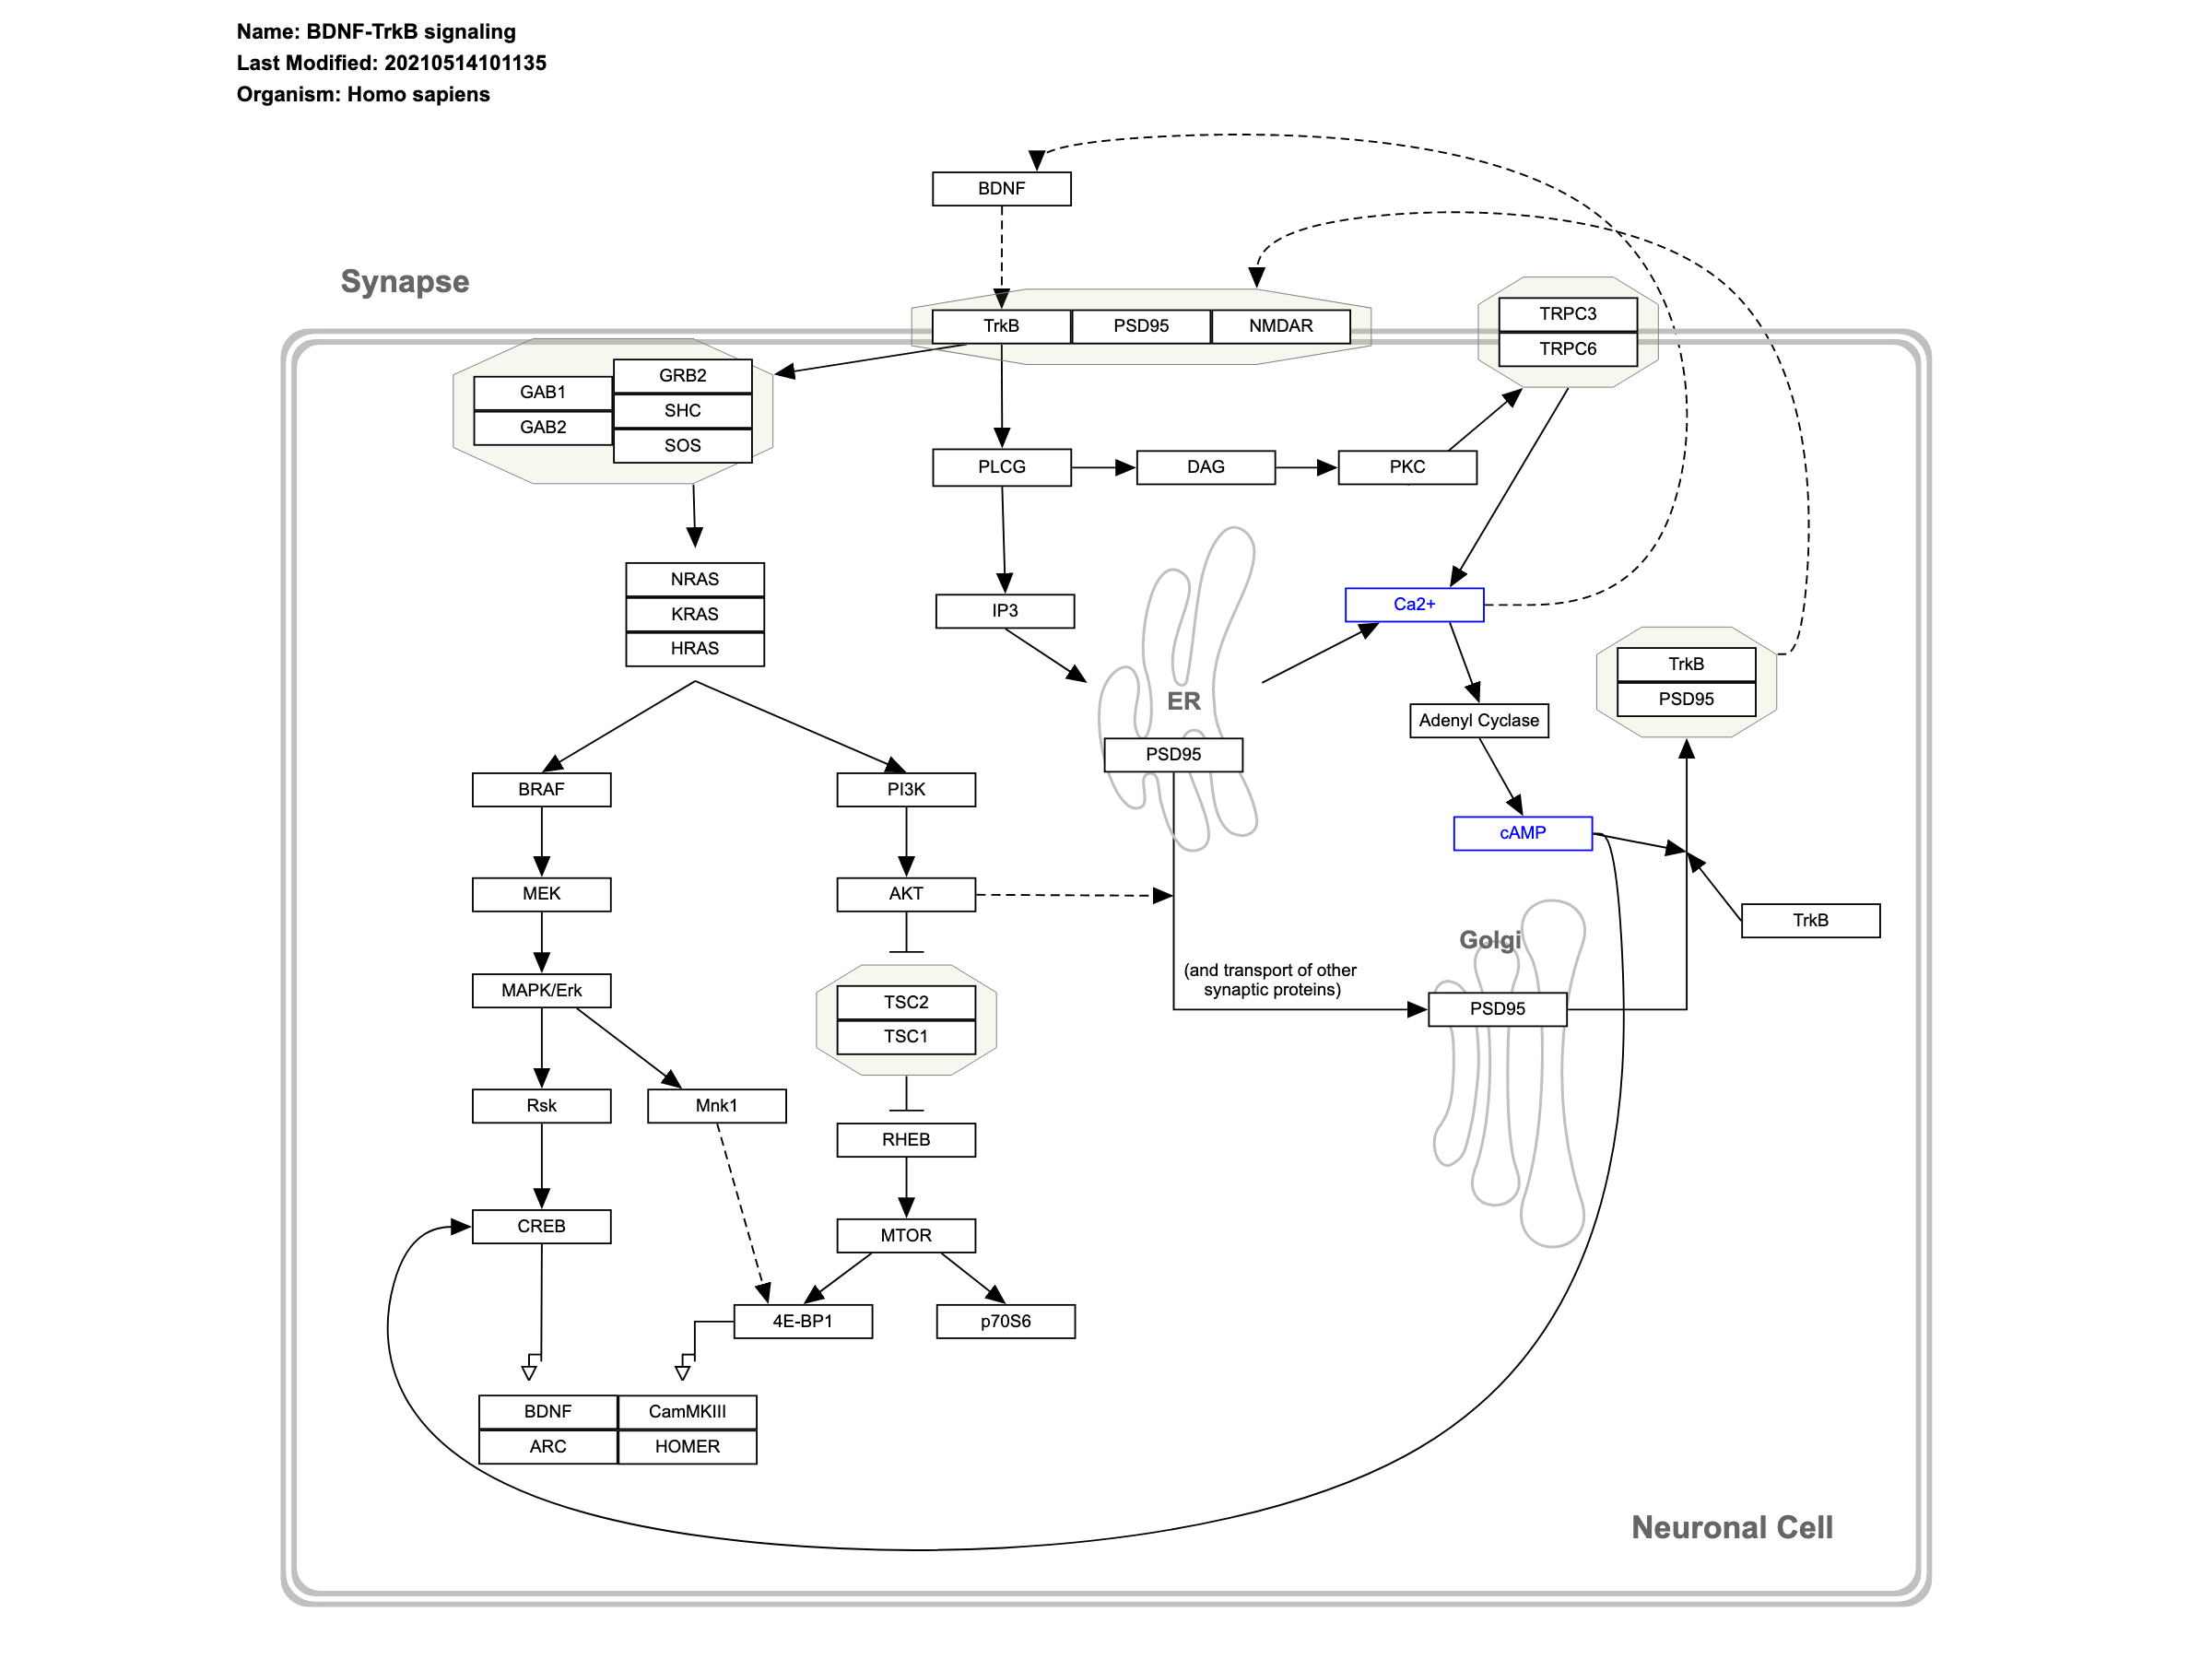 Name: BDNF-TrkB signaling
Last Modified: 20210514101135
Organism: Homo sapiens
BDNF
Synapse
TrkB
PSD95
NMDAR
TRPC3
TRPC6
GAB1
GAB2
GRB2
SHC
SOS
PLCG
DAG
PKC
NRAS
KRAS
HRAS
IP3
Ca2+
ER
PSD95
Adenyl Cyclase
TrkB
PSD95
BRAF
PI3K
cAMP
MEK
AKT
TrkB
Golgi
MAPK/Erk
(and transport of other
synaptic proteins)
TSC2
TSC1
PSD95
Rsk
Mnk1
RHEB
CREB
MTOR
4E-BP1
p70S6
BDNF
CamMKIII
ARC
HOMER
Neuronal Cell